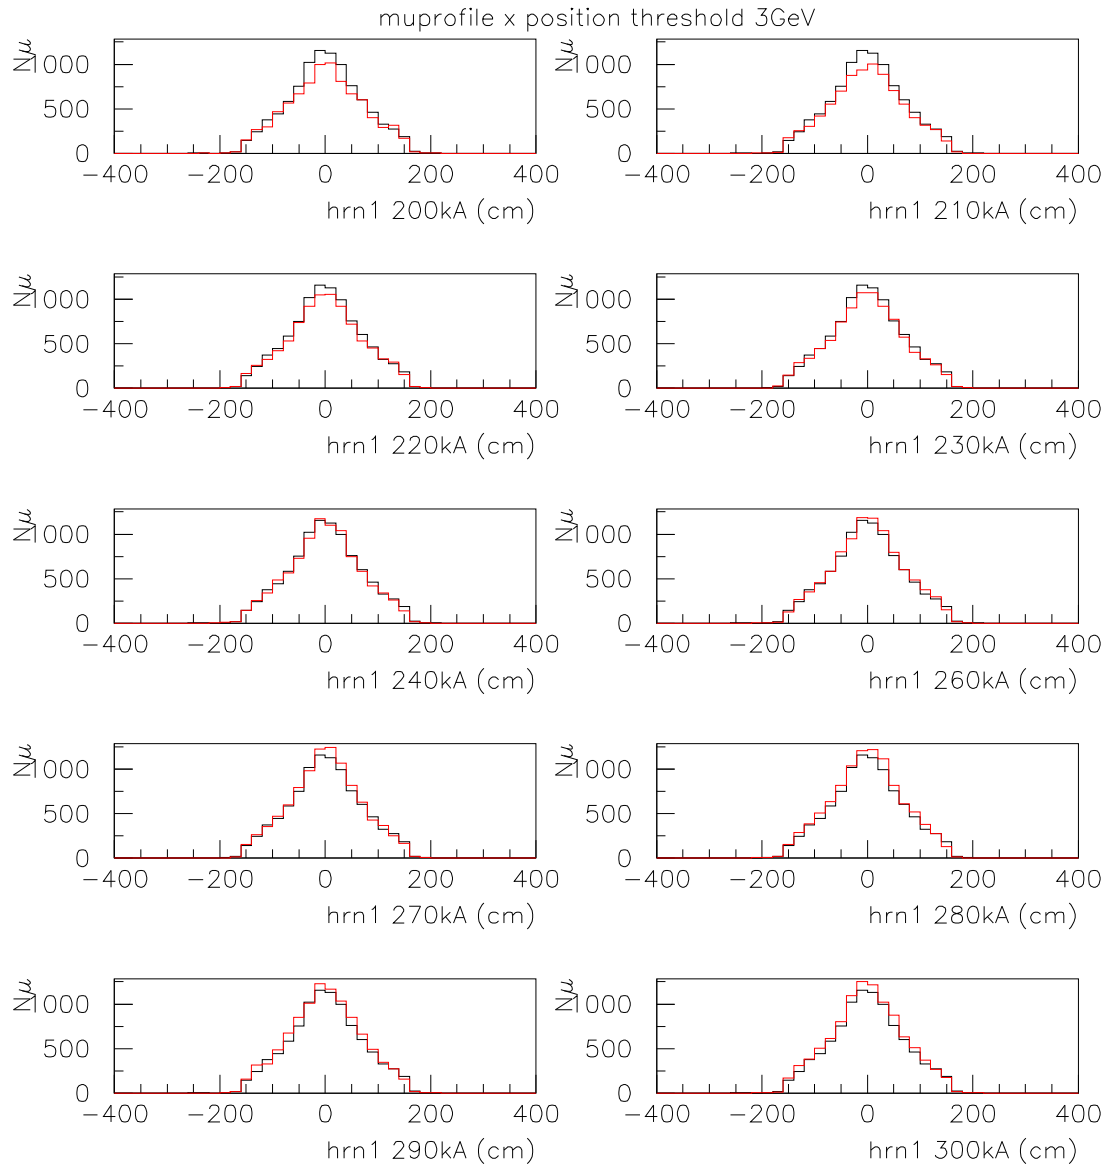 muprofile x position threshold 3GeV
Nμ
1000
500
0
−400 −200 0 200 400
hrn1 200kA (cm)
Nμ
1000
500
0
−400 −200 0 200 400
hrn1 210kA (cm)
Nμ
1000
500
0
−400 −200 0 200 400
hrn1 220kA (cm)
Nμ
1000
500
0
−400 −200 0 200 400
hrn1 230kA (cm)
Nμ
1000
500
0
−400 −200 0 200 400
hrn1 240kA (cm)
Nμ
1000
500
0
−400 −200 0 200 400
hrn1 260kA (cm)
Nμ
1000
500
0
−400 −200 0 200 400
hrn1 270kA (cm)
Nμ
1000
500
0
−400 −200 0 200 400
hrn1 280kA (cm)
Nμ
1000
500
0
−400 −200 0 200 400
hrn1 290kA (cm)
Nμ
1000
500
0
−400 −200 0 200 400
hrn1 300kA (cm)